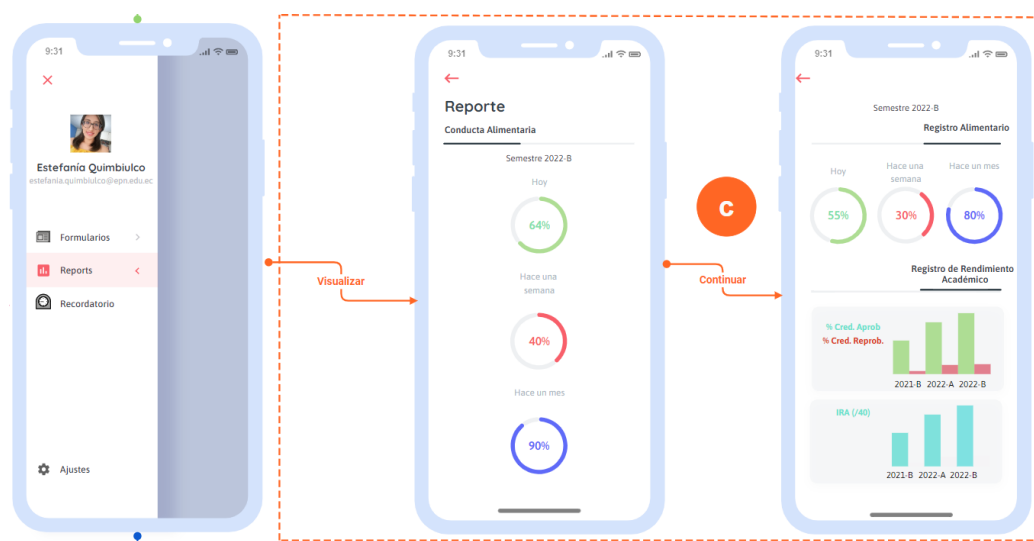 9:31
Estefanía Quimbiulco
estefanía.quimbiulco@epn.edu.ec
Formularios
Reports
Recordatorio
Ajustes
Visualizar
9:31
Reporte
Conducta Alimentaria
Semestre 2022-B
Hoy
64%
Hace una
semana
40%
Hace un mes
90%
C
Continuar
9:31
Semestre 2022-B
Registro Alimentario
Hoy
Hace una
semana
Hace un mes
55%
30%
80%
Registro de Rendimiento
Académico
% Cred. Aprob
% Cred. Reprob.
2021-B 2022-A 2022-B
IRA (/40)
2021-B 2022-A 2022-B